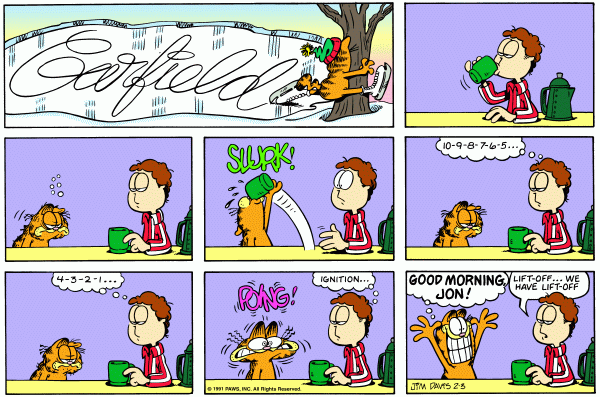 Garfield
SLURK!
10-9-8-7-6-5...
4-3-2-1...
POING!
IGNITION...
© 1991 PAWS, INC. All Rights Reserved.
GOOD MORNING,
JON!
LIFT-OFF... WE
HAVE LIFT-OFF
JIM DAVIS 2-3